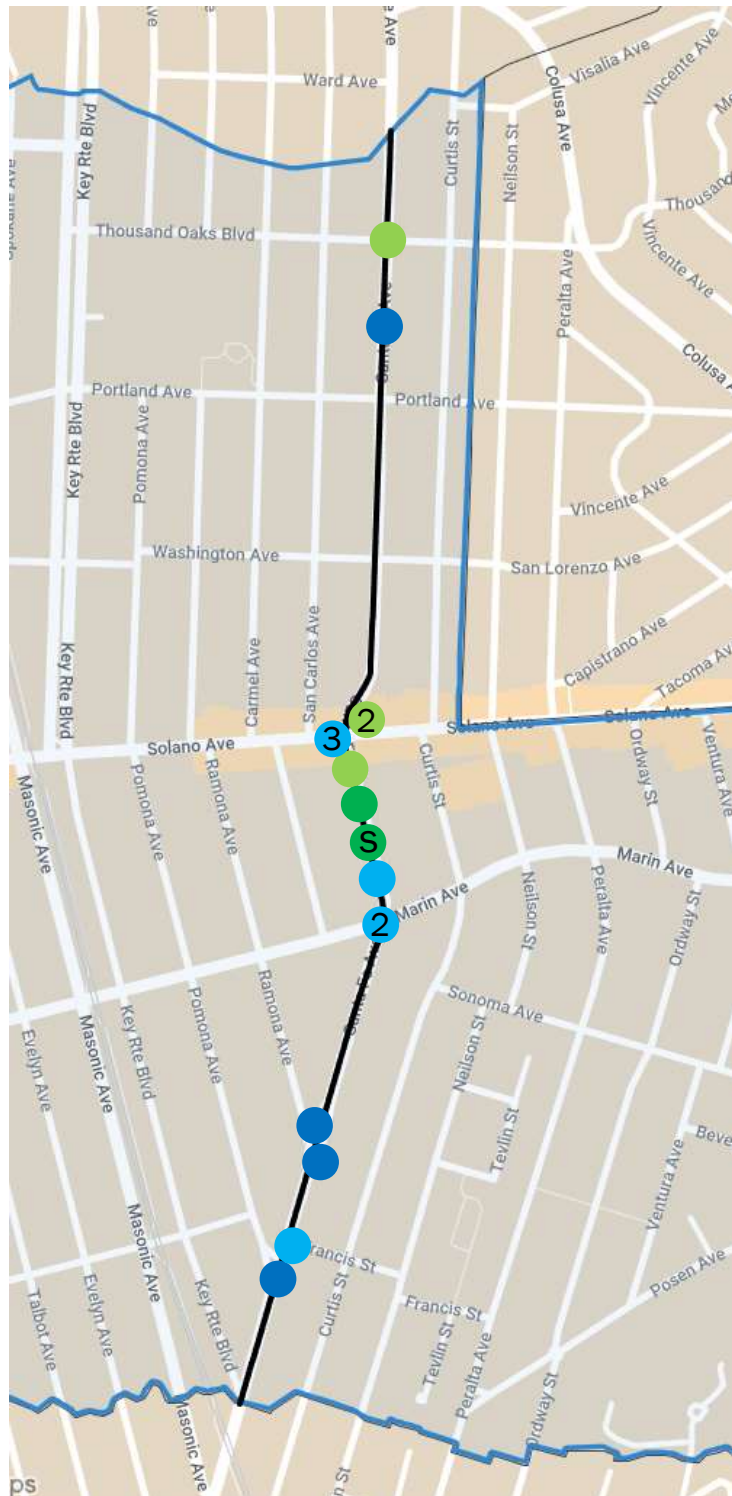 Ward Ave
Visalia Ave
Vincente Ave
Colusa Ave
Key Rte Blvd
Curtis St
Neilson St
Thousand Oaks Blvd
Vincente Ave
Peralta Ave
Colusa
Portland Ave
Portland Ave
Key Rte Blvd
Pomona Ave
Vincente Ave
Washington Ave
San Lorenzo Ave
Capistrano Ave
Tacoma Av
Key Rte Blvd
Carmel Ave
San Carlos Ave
2
3
Solano Ave
Solano Ave
Solano Ave
Ordway St
Ventura Ave
Masonic Ave
Pomona Ave
Ramona Ave
Curtis St
S
Marin Ave
Marin Ave
2
Neilson St
Peralta Ave
Ordway St
Ramona Ave
Pomona Ave
Sonoma Ave
Evelyn Ave
Masonic Ave
Key Rte Blvd
Neilson St
Tevlin St
Beve
Ventura Ave
Masonic Ave
Francis St
Posen Ave
Talbot Ave
Evelyn Ave
Key Rte Blvd
Curtis St
Francis St
Tevlin St
Peralta Ave
Ordway St
Masonic Ave
n St
ps